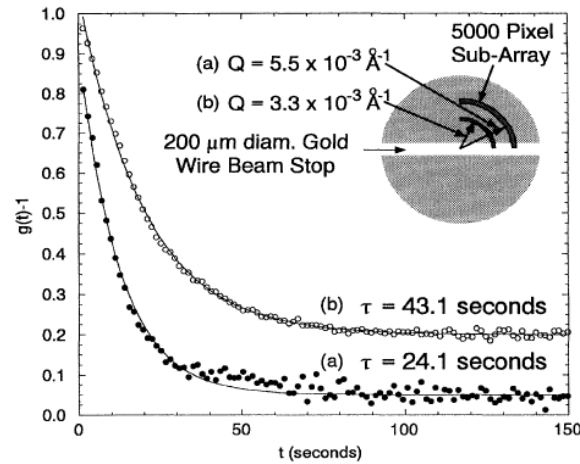 5000 Pixel
Sub-Array
(a) Q = 5.5 x 10⁻³ Å⁻¹
(b) Q = 3.3 x 10⁻³ Å⁻¹
200 μm diam. Gold
Wire Beam Stop
(b) τ = 43.1 seconds
(a) τ = 24.1 seconds
g(t)-1
1.0
0.9
0.8
0.7
0.6
0.5
0.4
0.3
0.2
0.1
0.0
0
50
100
150
t (seconds)